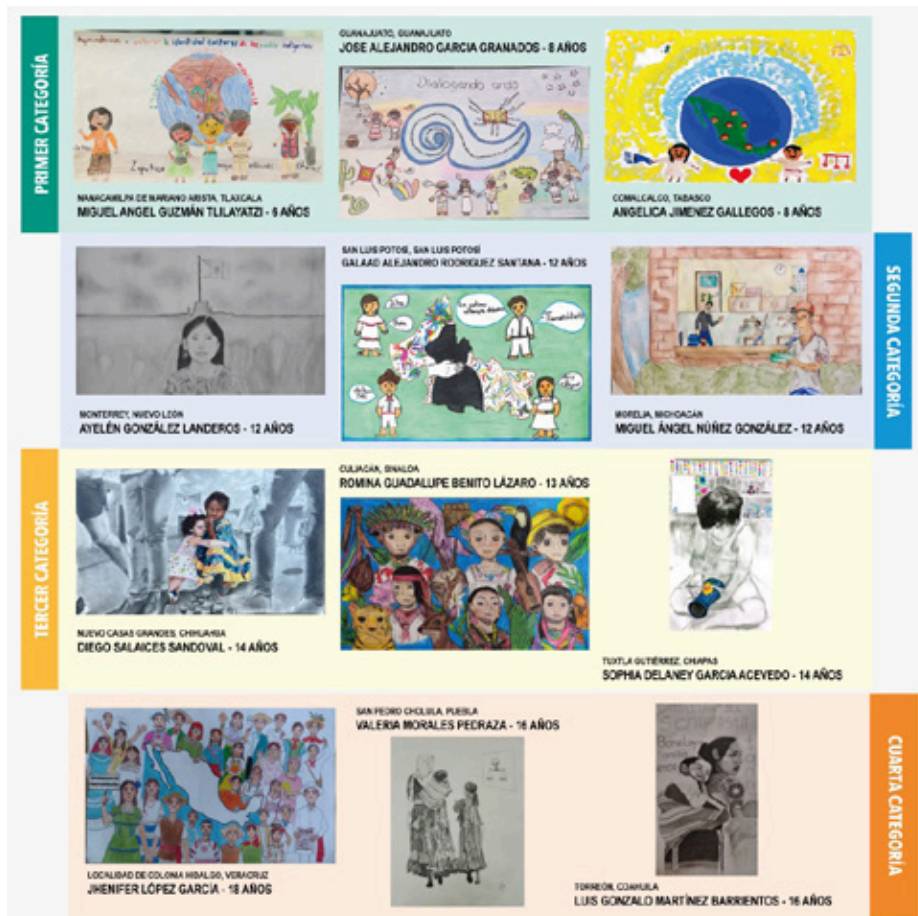 PRIMER CATEGORÍA
NANACAMILPA DE MARIANO ARISTA, TLAXCALA
MIGUEL ANGEL GUZMÁN TLILAYATZI - 6 AÑOS
GUANAJUATO, GUANAJUATO
JOSE ALEJANDRO GARCIA GRANADOS - 8 AÑOS
Dialogando ando
COMALCALCO, TABASCO
ANGELICA JIMENEZ GALLEGOS - 8 AÑOS
SEGUNDA CATEGORÍA
MONTERREY, NUEVO LEON
AYELÉN GONZÁLEZ LANDEROS - 12 AÑOS
SAN LUIS POTOSÍ, SAN LUIS POTOSÍ
GALAAD ALEJANDRO RODRIGUEZ SANTANA - 12 AÑOS
MORELIA, MICHOACÁN
MIGUEL ÁNGEL NÚÑEZ GONZÁLEZ - 12 AÑOS
TERCER CATEGORÍA
NUEVO CASAS GRANDES, CHIHUAHUA
DIEGO SALAICES SANDOVAL - 14 AÑOS
CULIACÁN, SINALOA
ROMINA GUADALUPE BENITO LÁZARO - 13 AÑOS
TUXTLA GUTIÉRREZ, CHIAPAS
SOPHIA DELANEY GARCIA ACEVEDO - 14 AÑOS
CUARTA CATEGORÍA
LOCALIDAD DE COLONIA HIDALGO, VERACRUZ
JHENIFER LÓPEZ GARCÍA - 18 AÑOS
SAN PEDRO CHOLULA, PUEBLA
VALERIA MORALES PEDRAZA - 16 AÑOS
TORREÓN, COAHUILA
LUIS GONZALO MARTÍNEZ BARRIENTOS - 16 AÑOS